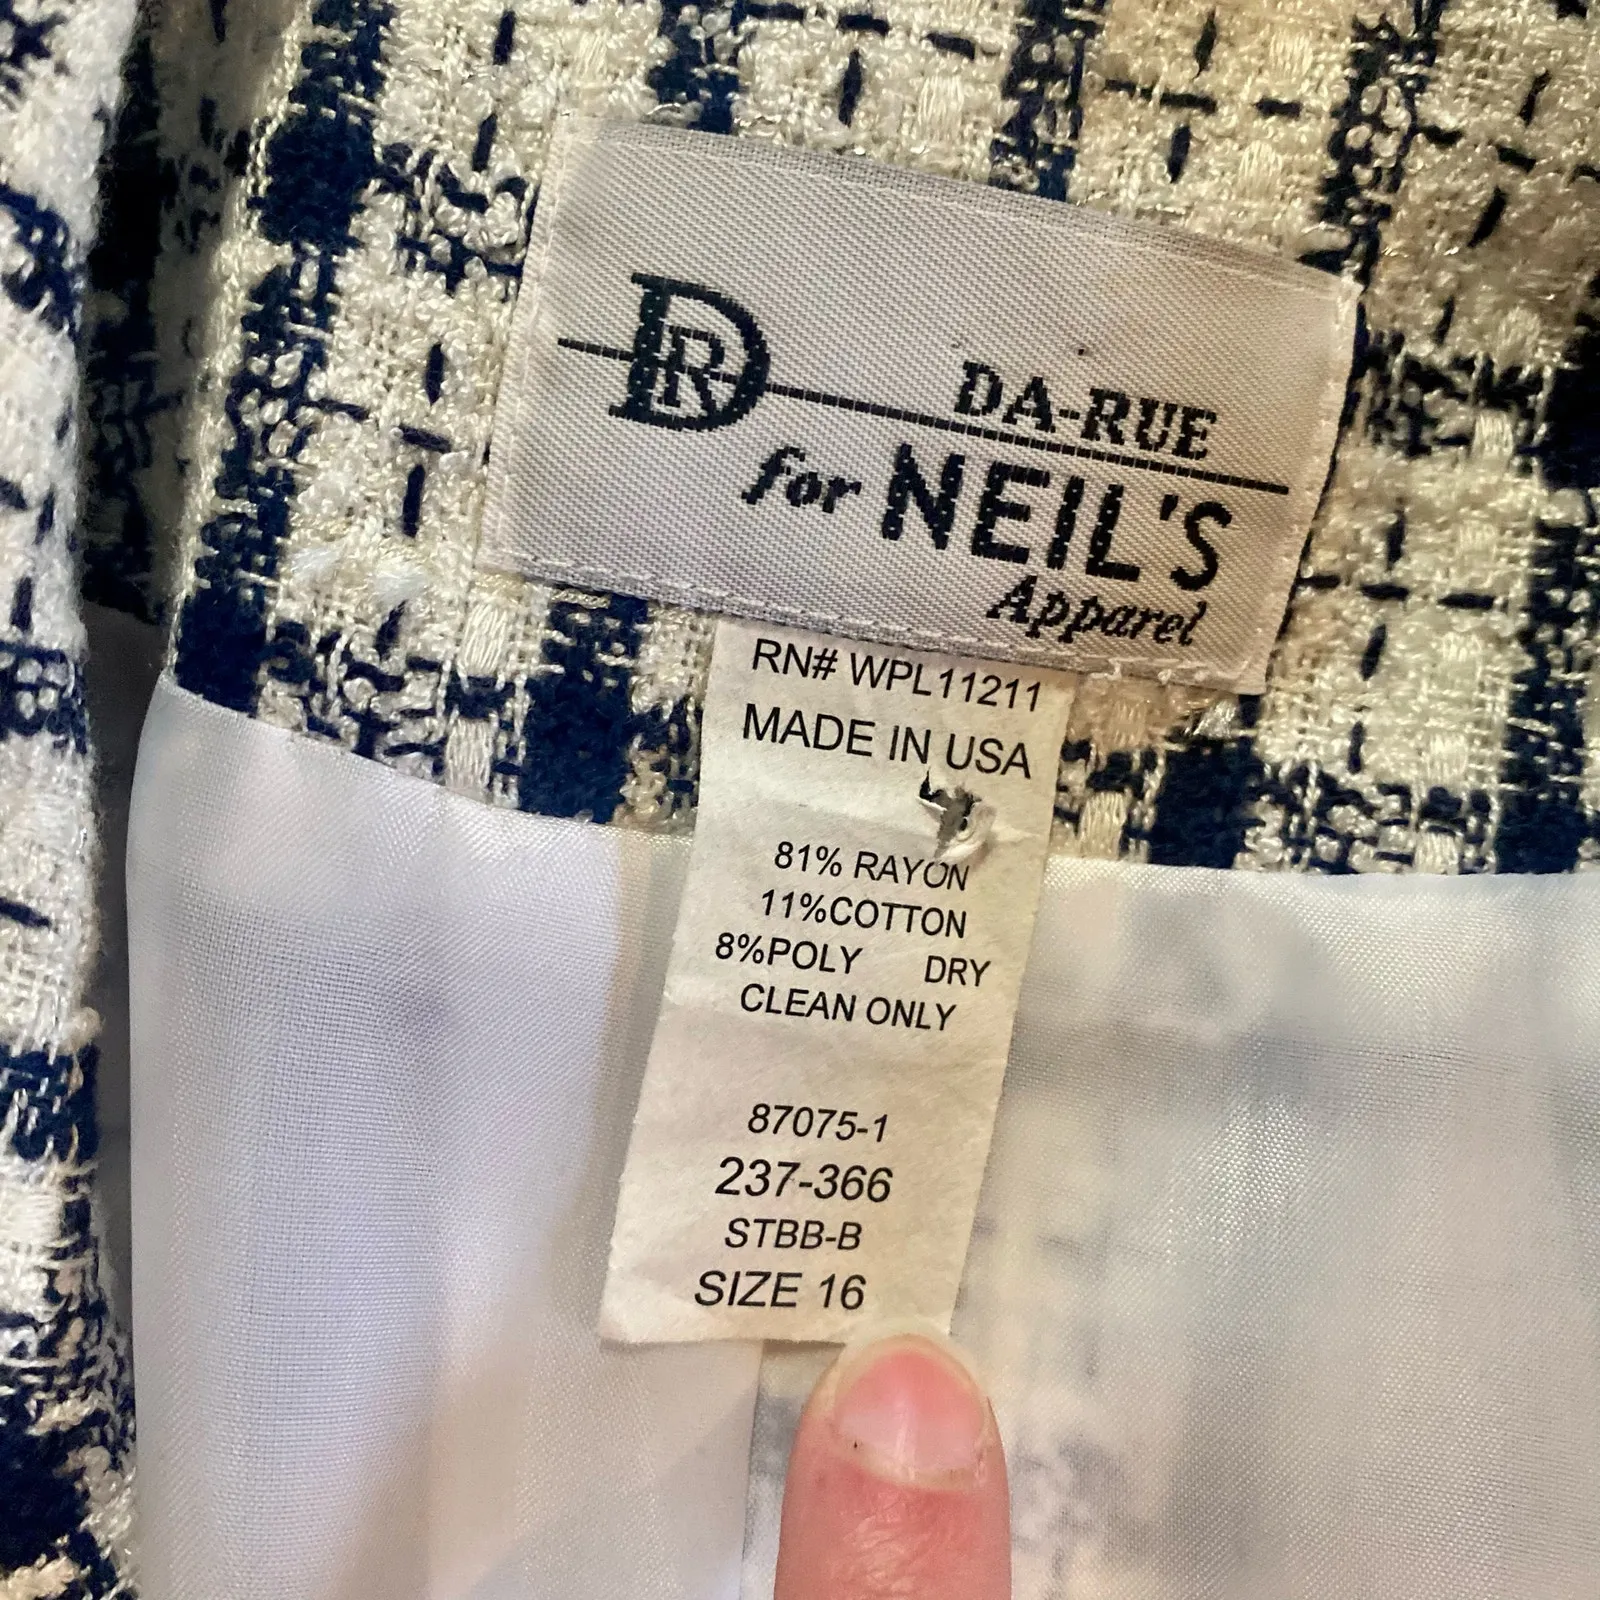 DR DA-RUE
for NEIL'S
Apparel
RN# WPL11211
MADE IN USA
81% RAYON
11%COTTON
8%POLY DRY
CLEAN ONLY
87075-1
237-366
STBB-B
SIZE 16